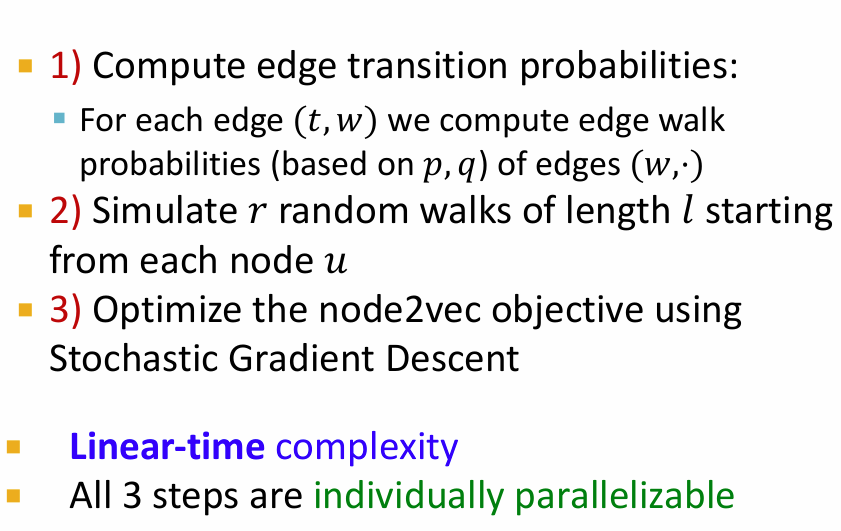 1) Compute edge transition probabilities:
For each edge (𝑡, 𝑤) we compute edge walk
probabilities (based on 𝑝, 𝑞) of edges (𝑤,·)
2) Simulate 𝑟 random walks of length 𝑙 starting
from each node 𝑢
3) Optimize the node2vec objective using
Stochastic Gradient Descent
Linear-time complexity
All 3 steps are individually parallelizable